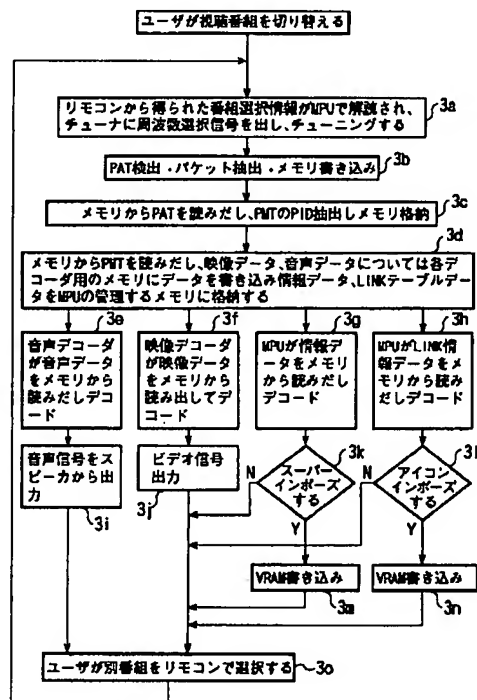 ユーザが視聴番組を切り替える
リモコンから得られた番組選択情報がMPUで解読され、
チューナに周波数選択信号を出し、チューニングする
3a
PAT検出・パケット抽出・メモリ書き込み
3b
メモリからPATを読みだし、PMTのPID抽出しメモリ格納
3c
3d
メモリからPMTを読みだし、映像データ、音声データについては各
デコーダ用のメモリにデータを書き込み情報データ、LINKテーブルデー
タをMPUの管理するメモリに格納する
3e
音声デコーダ
が音声データ
をメモリから
読みだしデコ
ード
3f
映像デコーダ
が映像データ
をメモリから
読み出してデ
コード
3g
MPUが情報デ
ータをメモリ
から読みだし
デコード
3h
MPUがLINK情
報データをメ
モリから読み
だしデコード
音声信号をス
ピーカから出
力
3i
ビデオ信号
出力
3j
N
スーパー
インポーズ
する
3k
Y
N
アイコン
インポーズ
する
3l
Y
VRAM書き込み
3m
VRAM書き込み
3n
ユーザが別番組をリモコンで選択する
3o